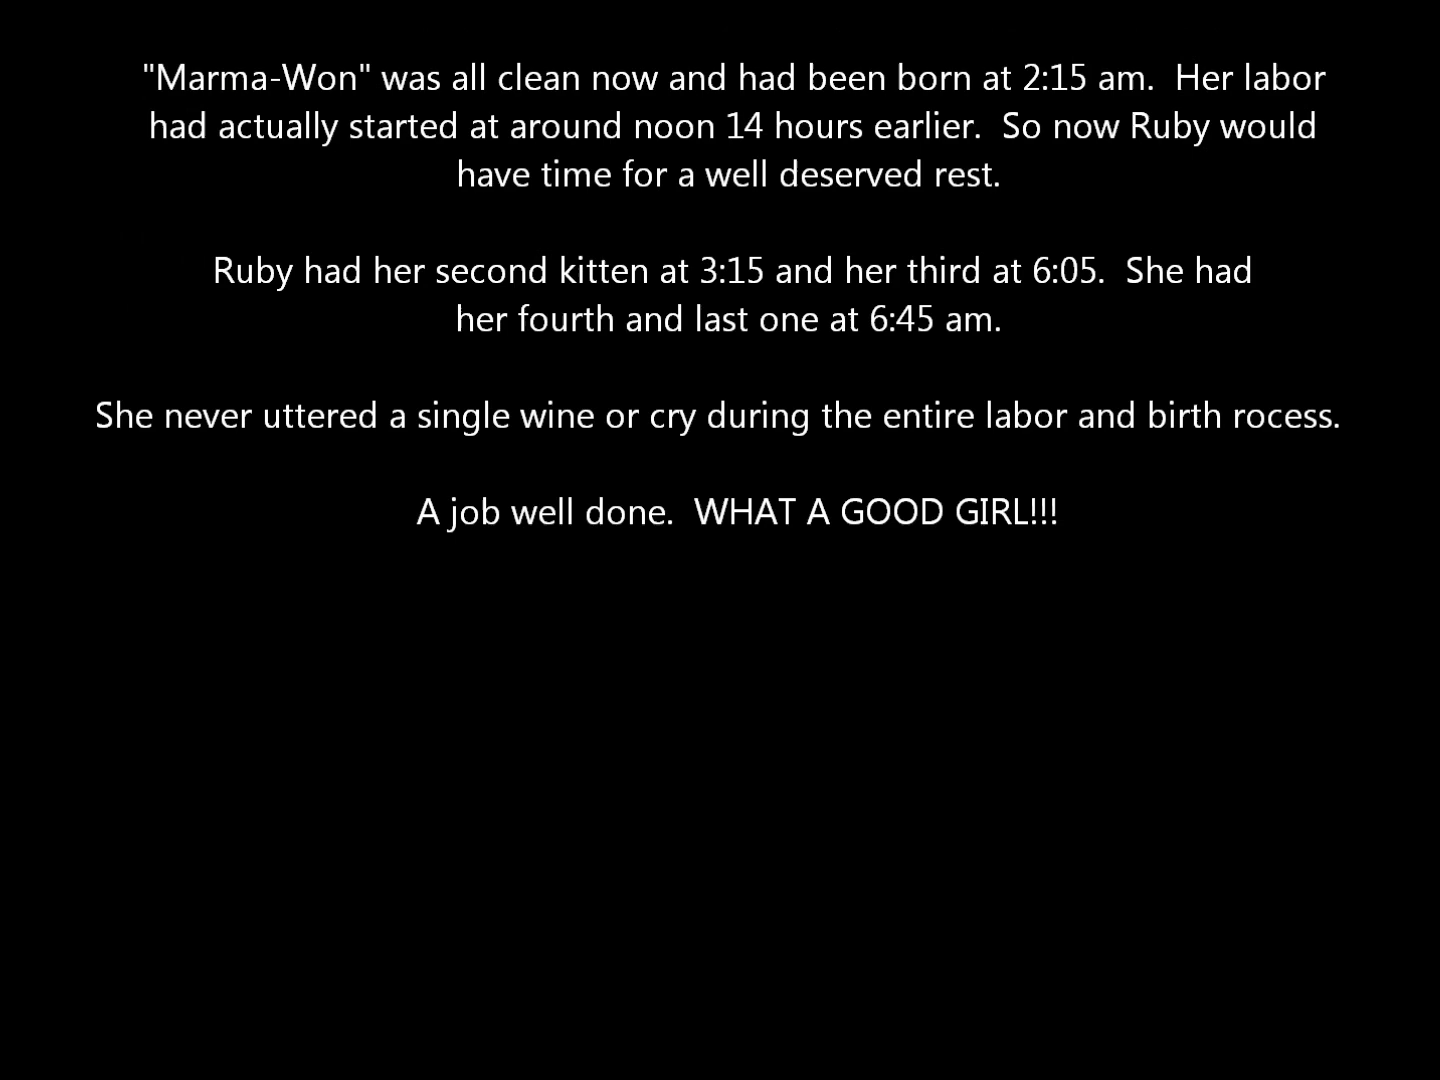 "Marma-Won" was all clean now and had been born at 2:15 am.  Her labor
had actually started at around noon 14 hours earlier.  So now Ruby would
have time for a well deserved rest.
Ruby had her second kitten at 3:15 and her third at 6:05.  She had
her fourth and last one at 6:45 am.
She never uttered a single wine or cry during the entire labor and birth rocess.
A job well done.  WHAT A GOOD GIRL!!!